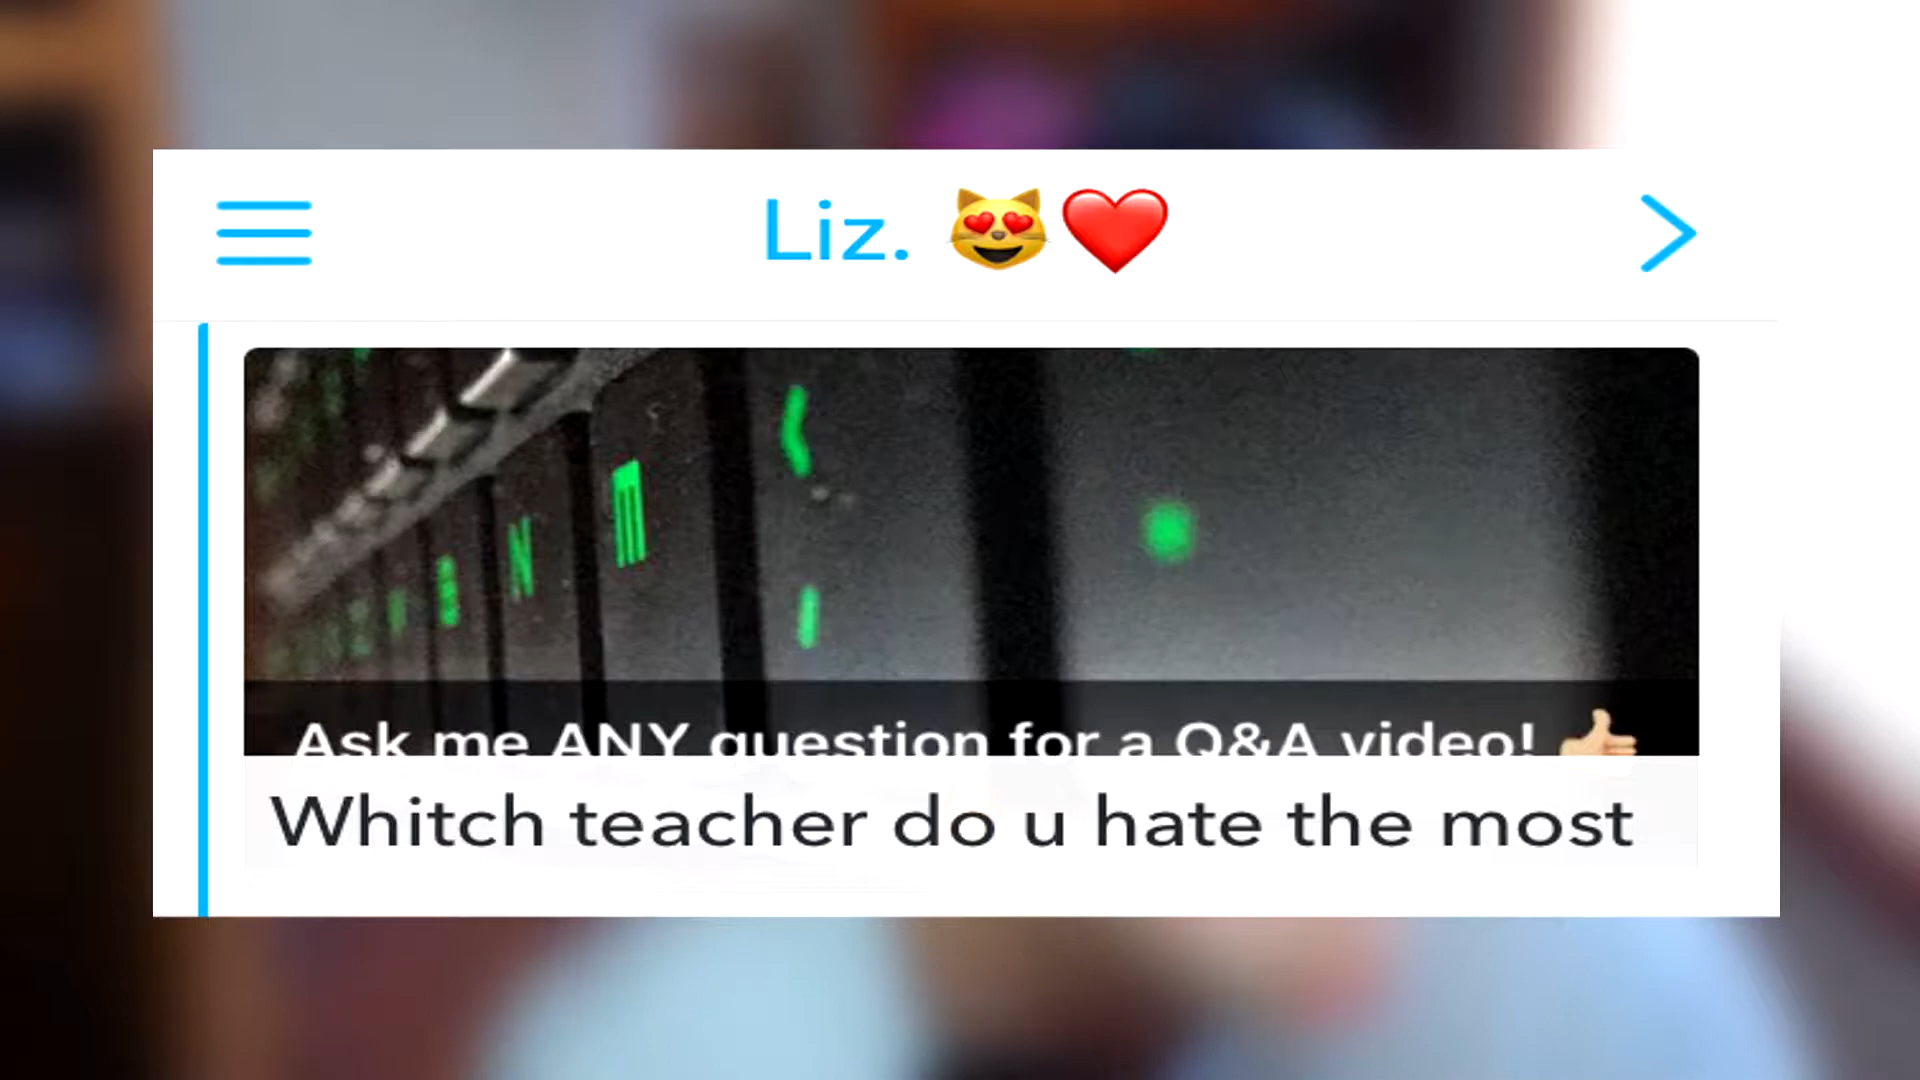 Liz. 😻❤️
B
N
M
Ask me ANY question for a Q&A video! 👍🏼
Whitch teacher do u hate the most